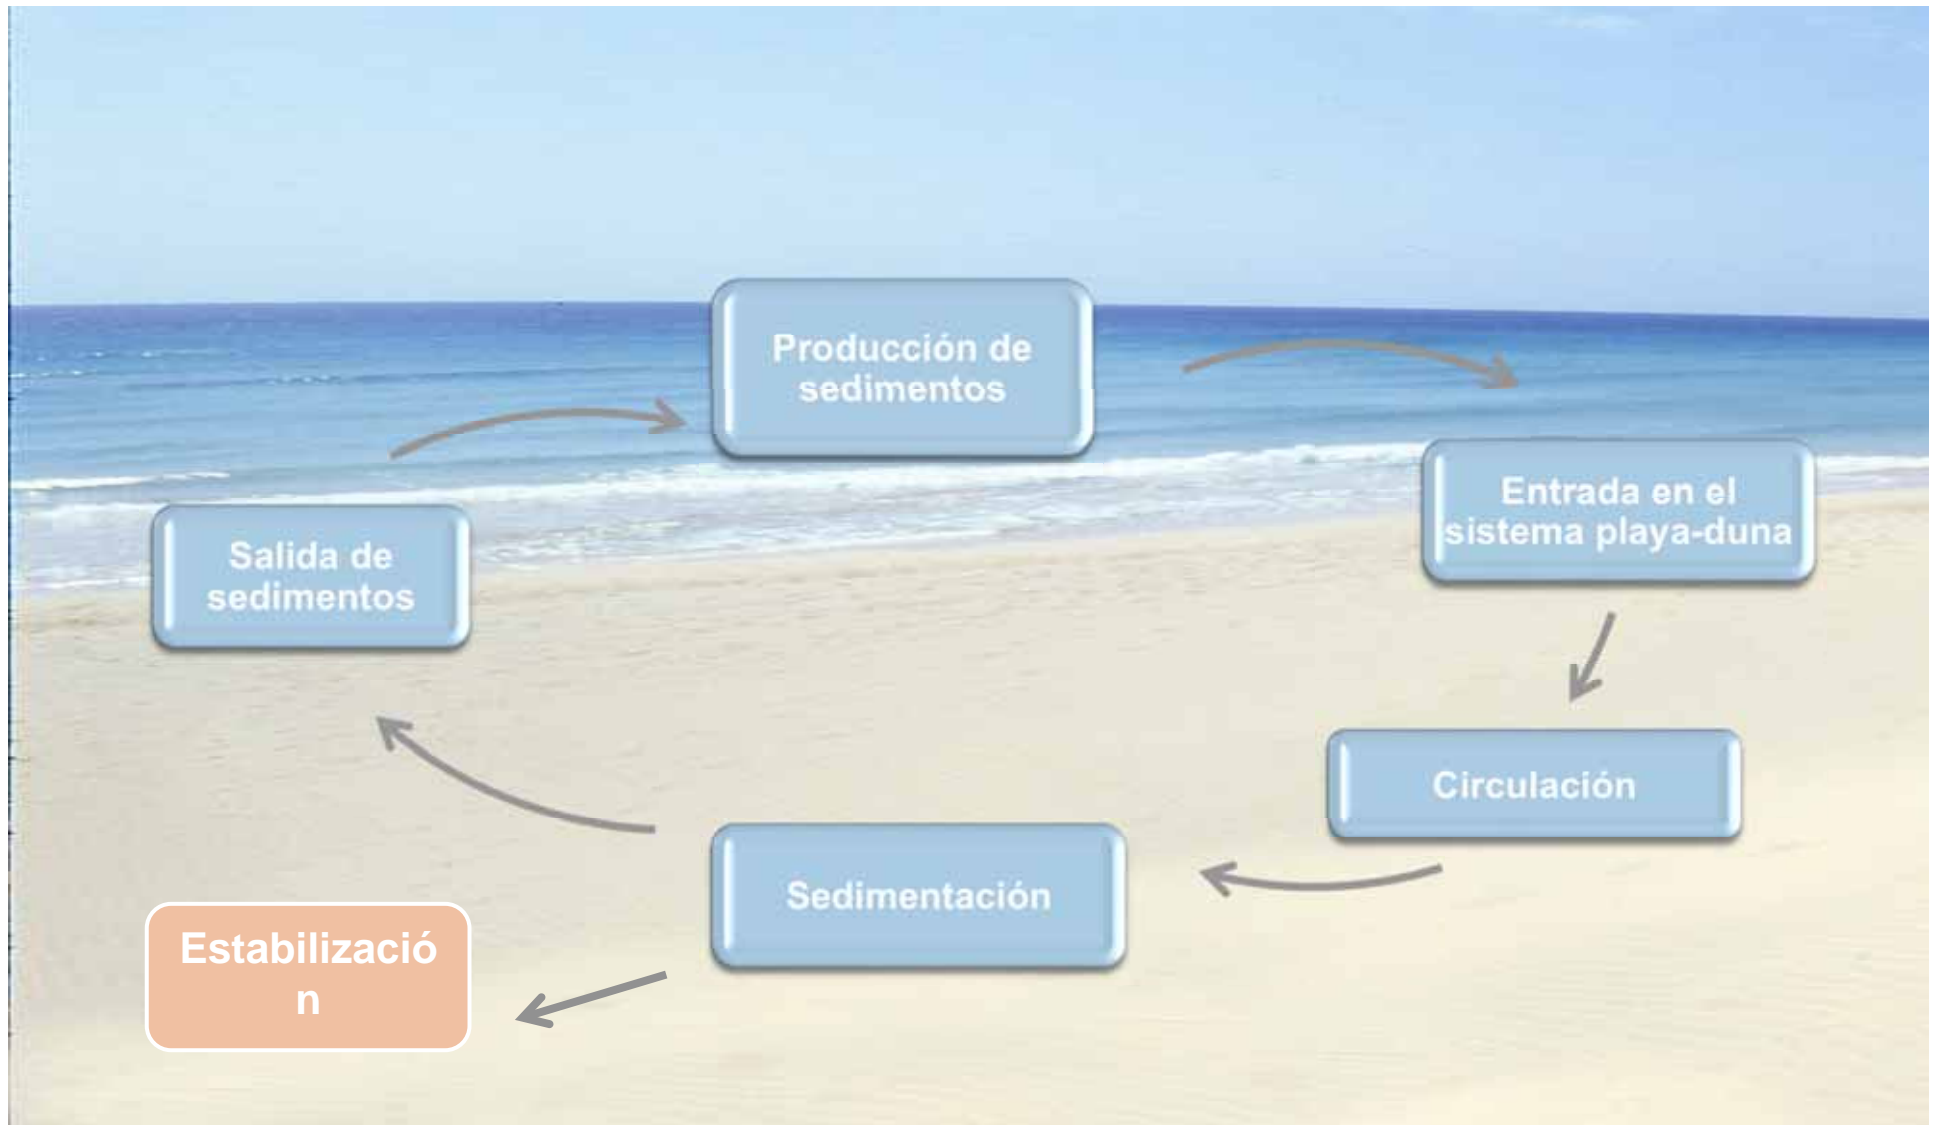 Producción de
sedimentos
Entrada en el
sistema playa-duna
Salida de
sedimentos
Circulación
Sedimentación
Estabilizació
n